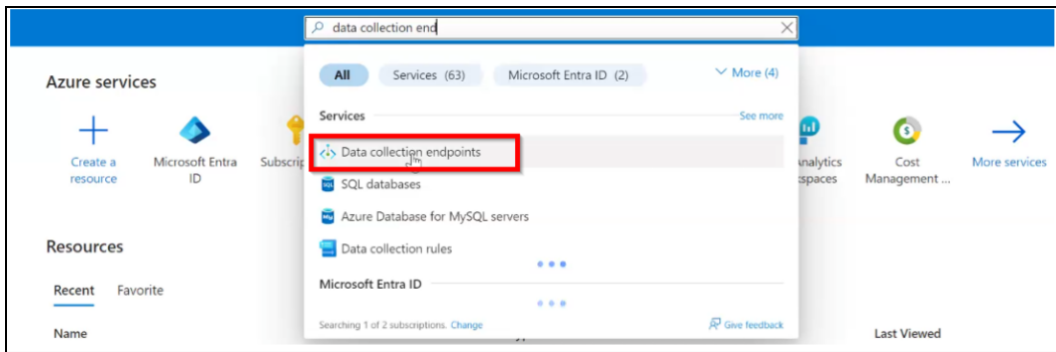 data collection end
All Services (63) Microsoft Entra ID (2) More (4)
Azure services
Services See more
Data collection endpoints
Create a resource
Microsoft Entra ID
Cost Management ...
More services
SQL databases
Azure Database for MySQL servers
Resources
Data collection rules
Microsoft Entra ID
Recent Favorite
Searching 1 of 2 subscriptions. Change Give feedback
Name Last Viewed